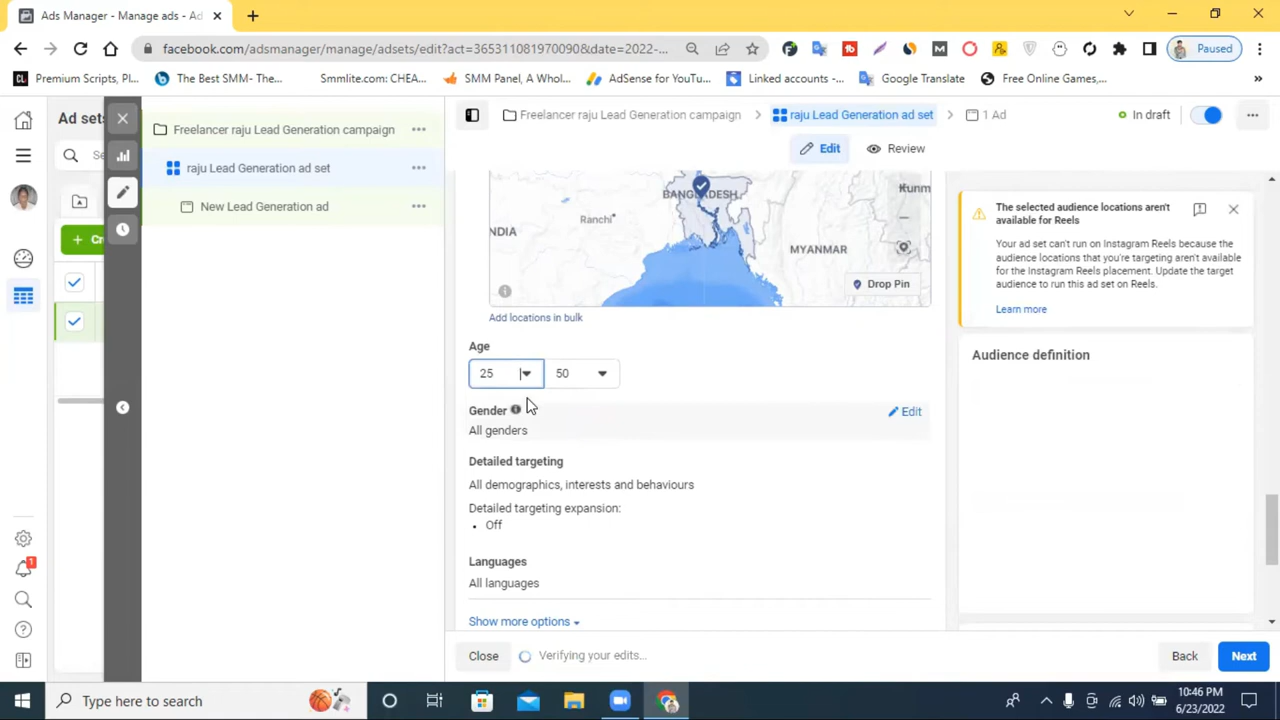 Ads Manager - Manage ads - Ad
facebook.com/adsmanager/manage/adsets/edit?act=3653110819700908&date=2022-...
Paused
Premium Scripts, Pl...
The Best SMM- The...
Smmlite.com: CHEA...
SMM Panel, A Whol...
AdSense for YouTu...
Linked accounts -...
Google Translate
Free Online Games,...
»
Ad sets
Se
Cr
Freelancer raju Lead Generation campaign
raju Lead Generation ad set
New Lead Generation ad
Freelancer raju Lead Generation campaign
raju Lead Generation ad set
1 Ad
In draft
Edit
Review
BANGLADESH
Kunm
Ranchi
INDIA
MYANMAR
Drop Pin
Add locations in bulk
Age
25
50
Gender
Edit
All genders
Detailed targeting
All demographics, interests and behaviours
Detailed targeting expansion:
• Off
Languages
All languages
Show more options
The selected audience locations aren't
available for Reels
Your ad set can't run on Instagram Reels because the
audience locations that you're targeting aren't available
for the Instagram Reels placement. Update the target
audience to run this ad set on Reels.
Learn more
Audience definition
1
Close
Verifying your edits...
Back
Next
Type here to search
10:46 PM
6/23/2022